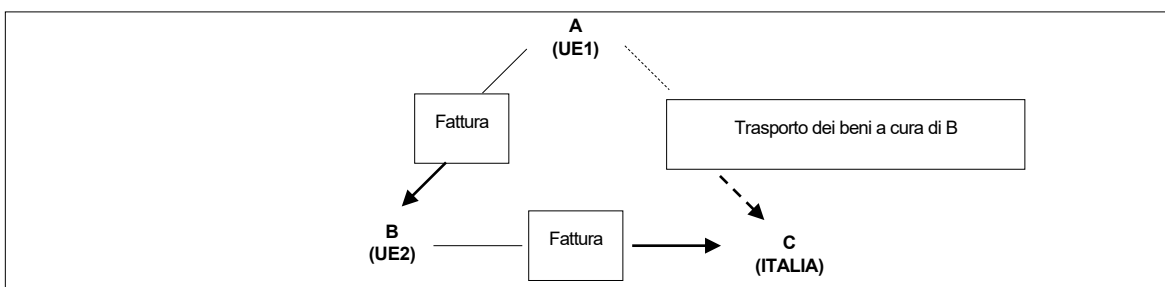 A
(UE1)
Fattura
Trasporto dei beni a cura di B
B
(UE2)
Fattura
C
(ITALIA)